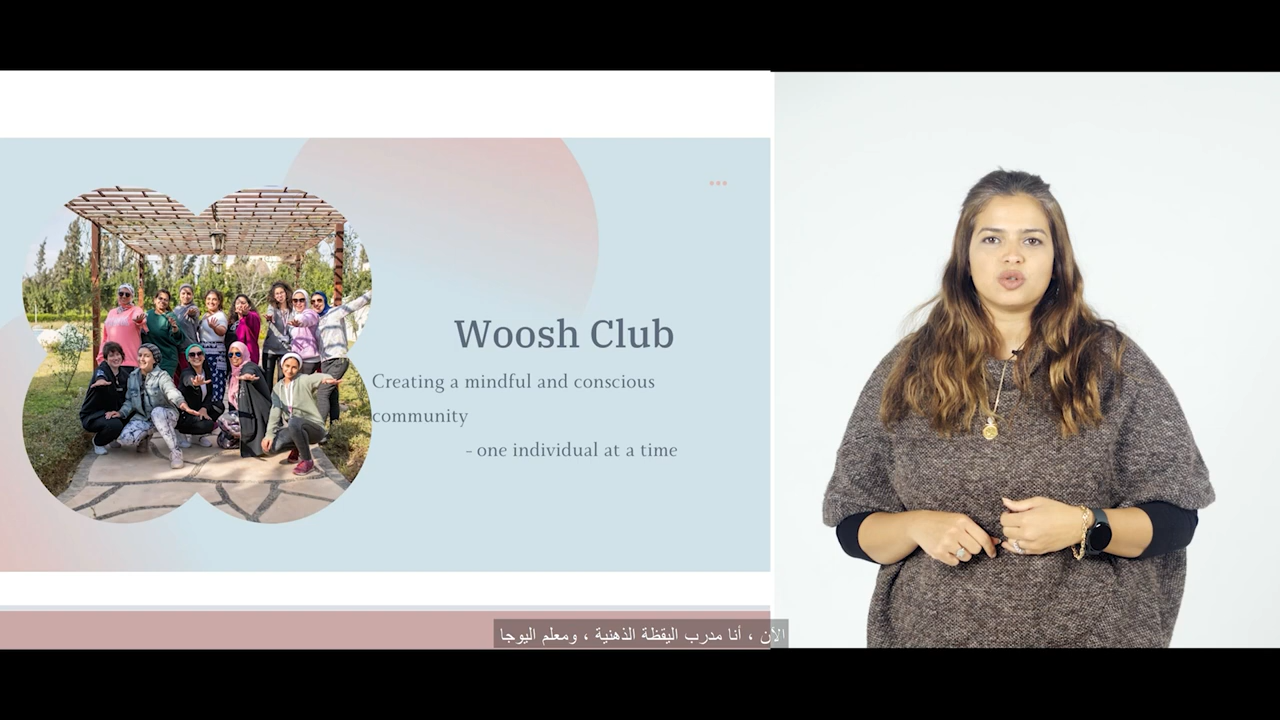 Woosh Club
Creating a mindful and conscious
community
- one individual at a time
الآن ، أنا مدرب اليقظة الذهنية ، ومعلم اليوجا